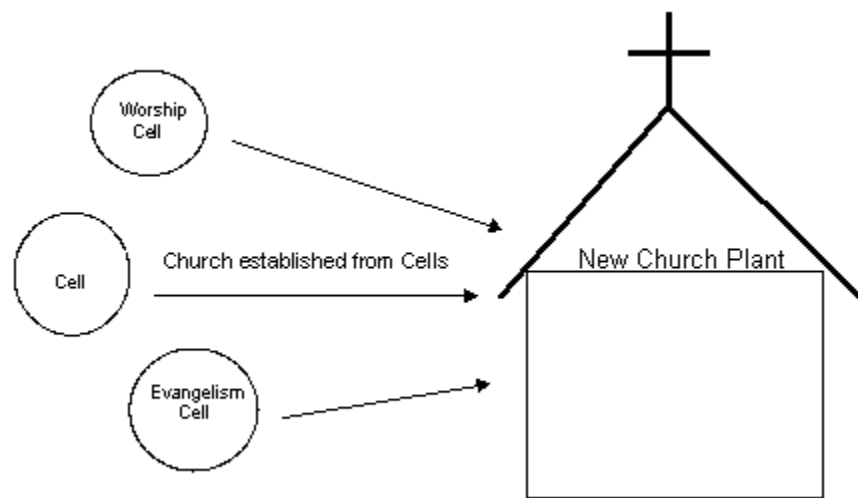 Worship
Cell
Church established from Cells
New Church Plant
Cell
Evangelism
Cell